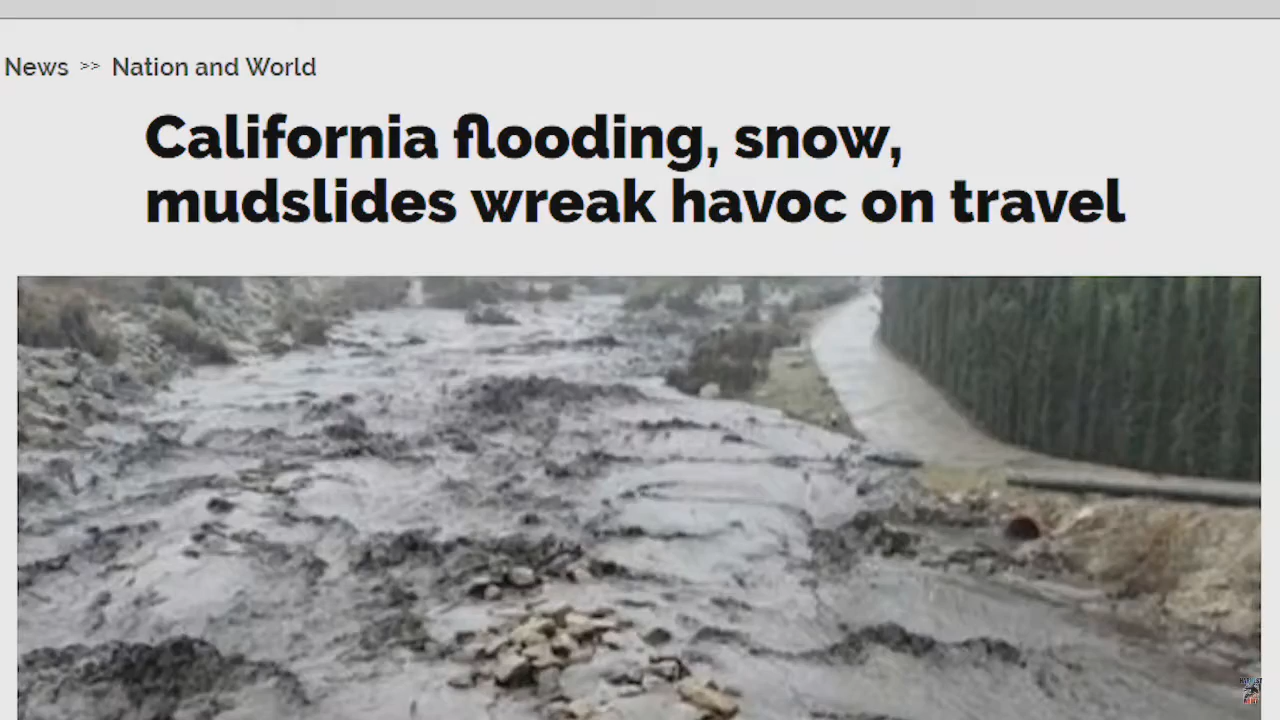 News >> Nation and World
California flooding, snow,
mudslides wreak havoc on travel